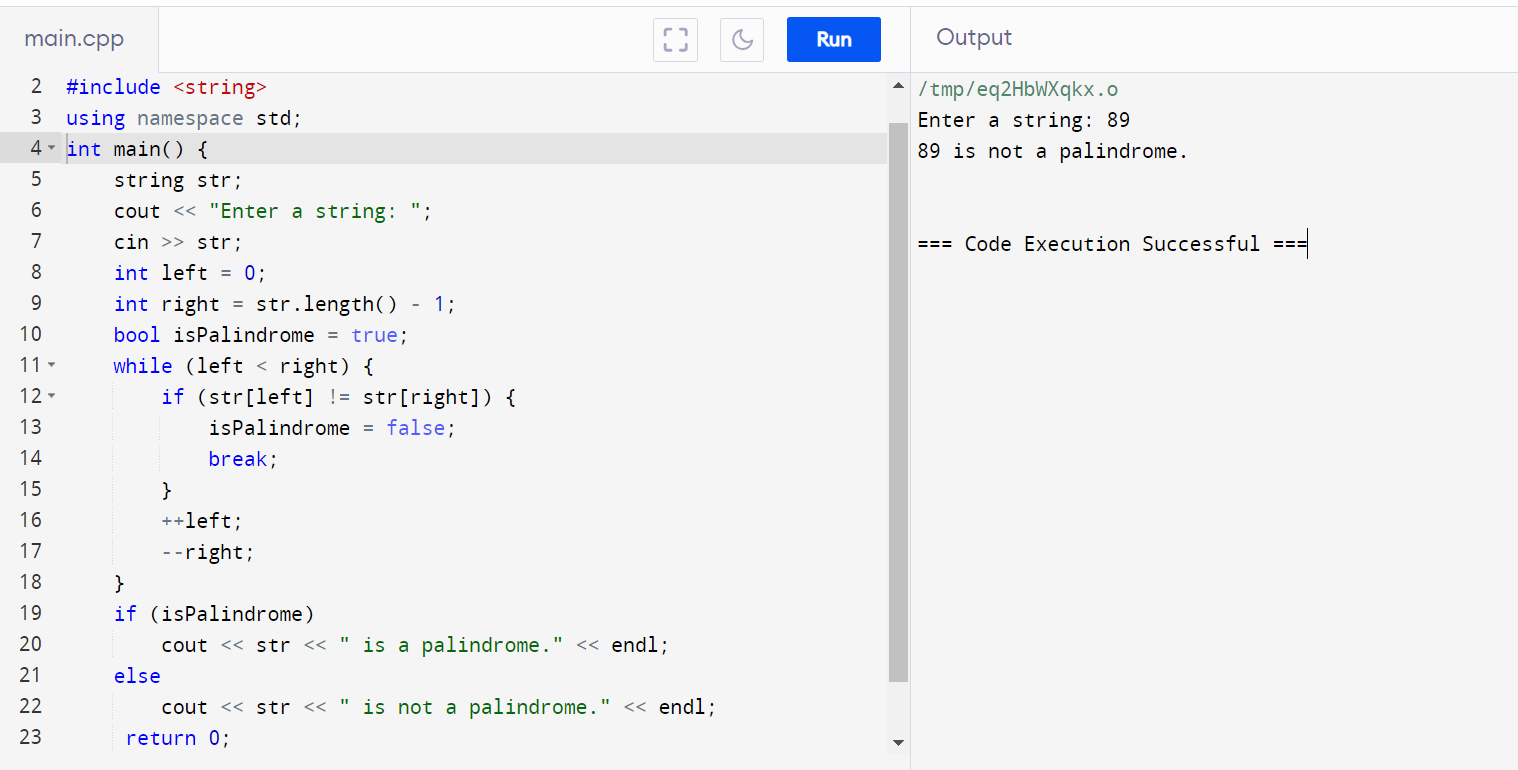 main.cpp
Run
Output
2 #include <string>
3 using namespace std;
4 int main() {
5     string str;
6     cout << "Enter a string: ";
7     cin >> str;
8     int left = 0;
9     int right = str.length() - 1;
10     bool isPalindrome = true;
11     while (left < right) {
12         if (str[left] != str[right]) {
13             isPalindrome = false;
14             break;
15         }
16         ++left;
17         --right;
18     }
19     if (isPalindrome)
20         cout << str << " is a palindrome." << endl;
21     else
22         cout << str << " is not a palindrome." << endl;
23      return 0;
/tmp/eq2HbWXqkx.o
Enter a string: 89
89 is not a palindrome.
=== Code Execution Successful ===